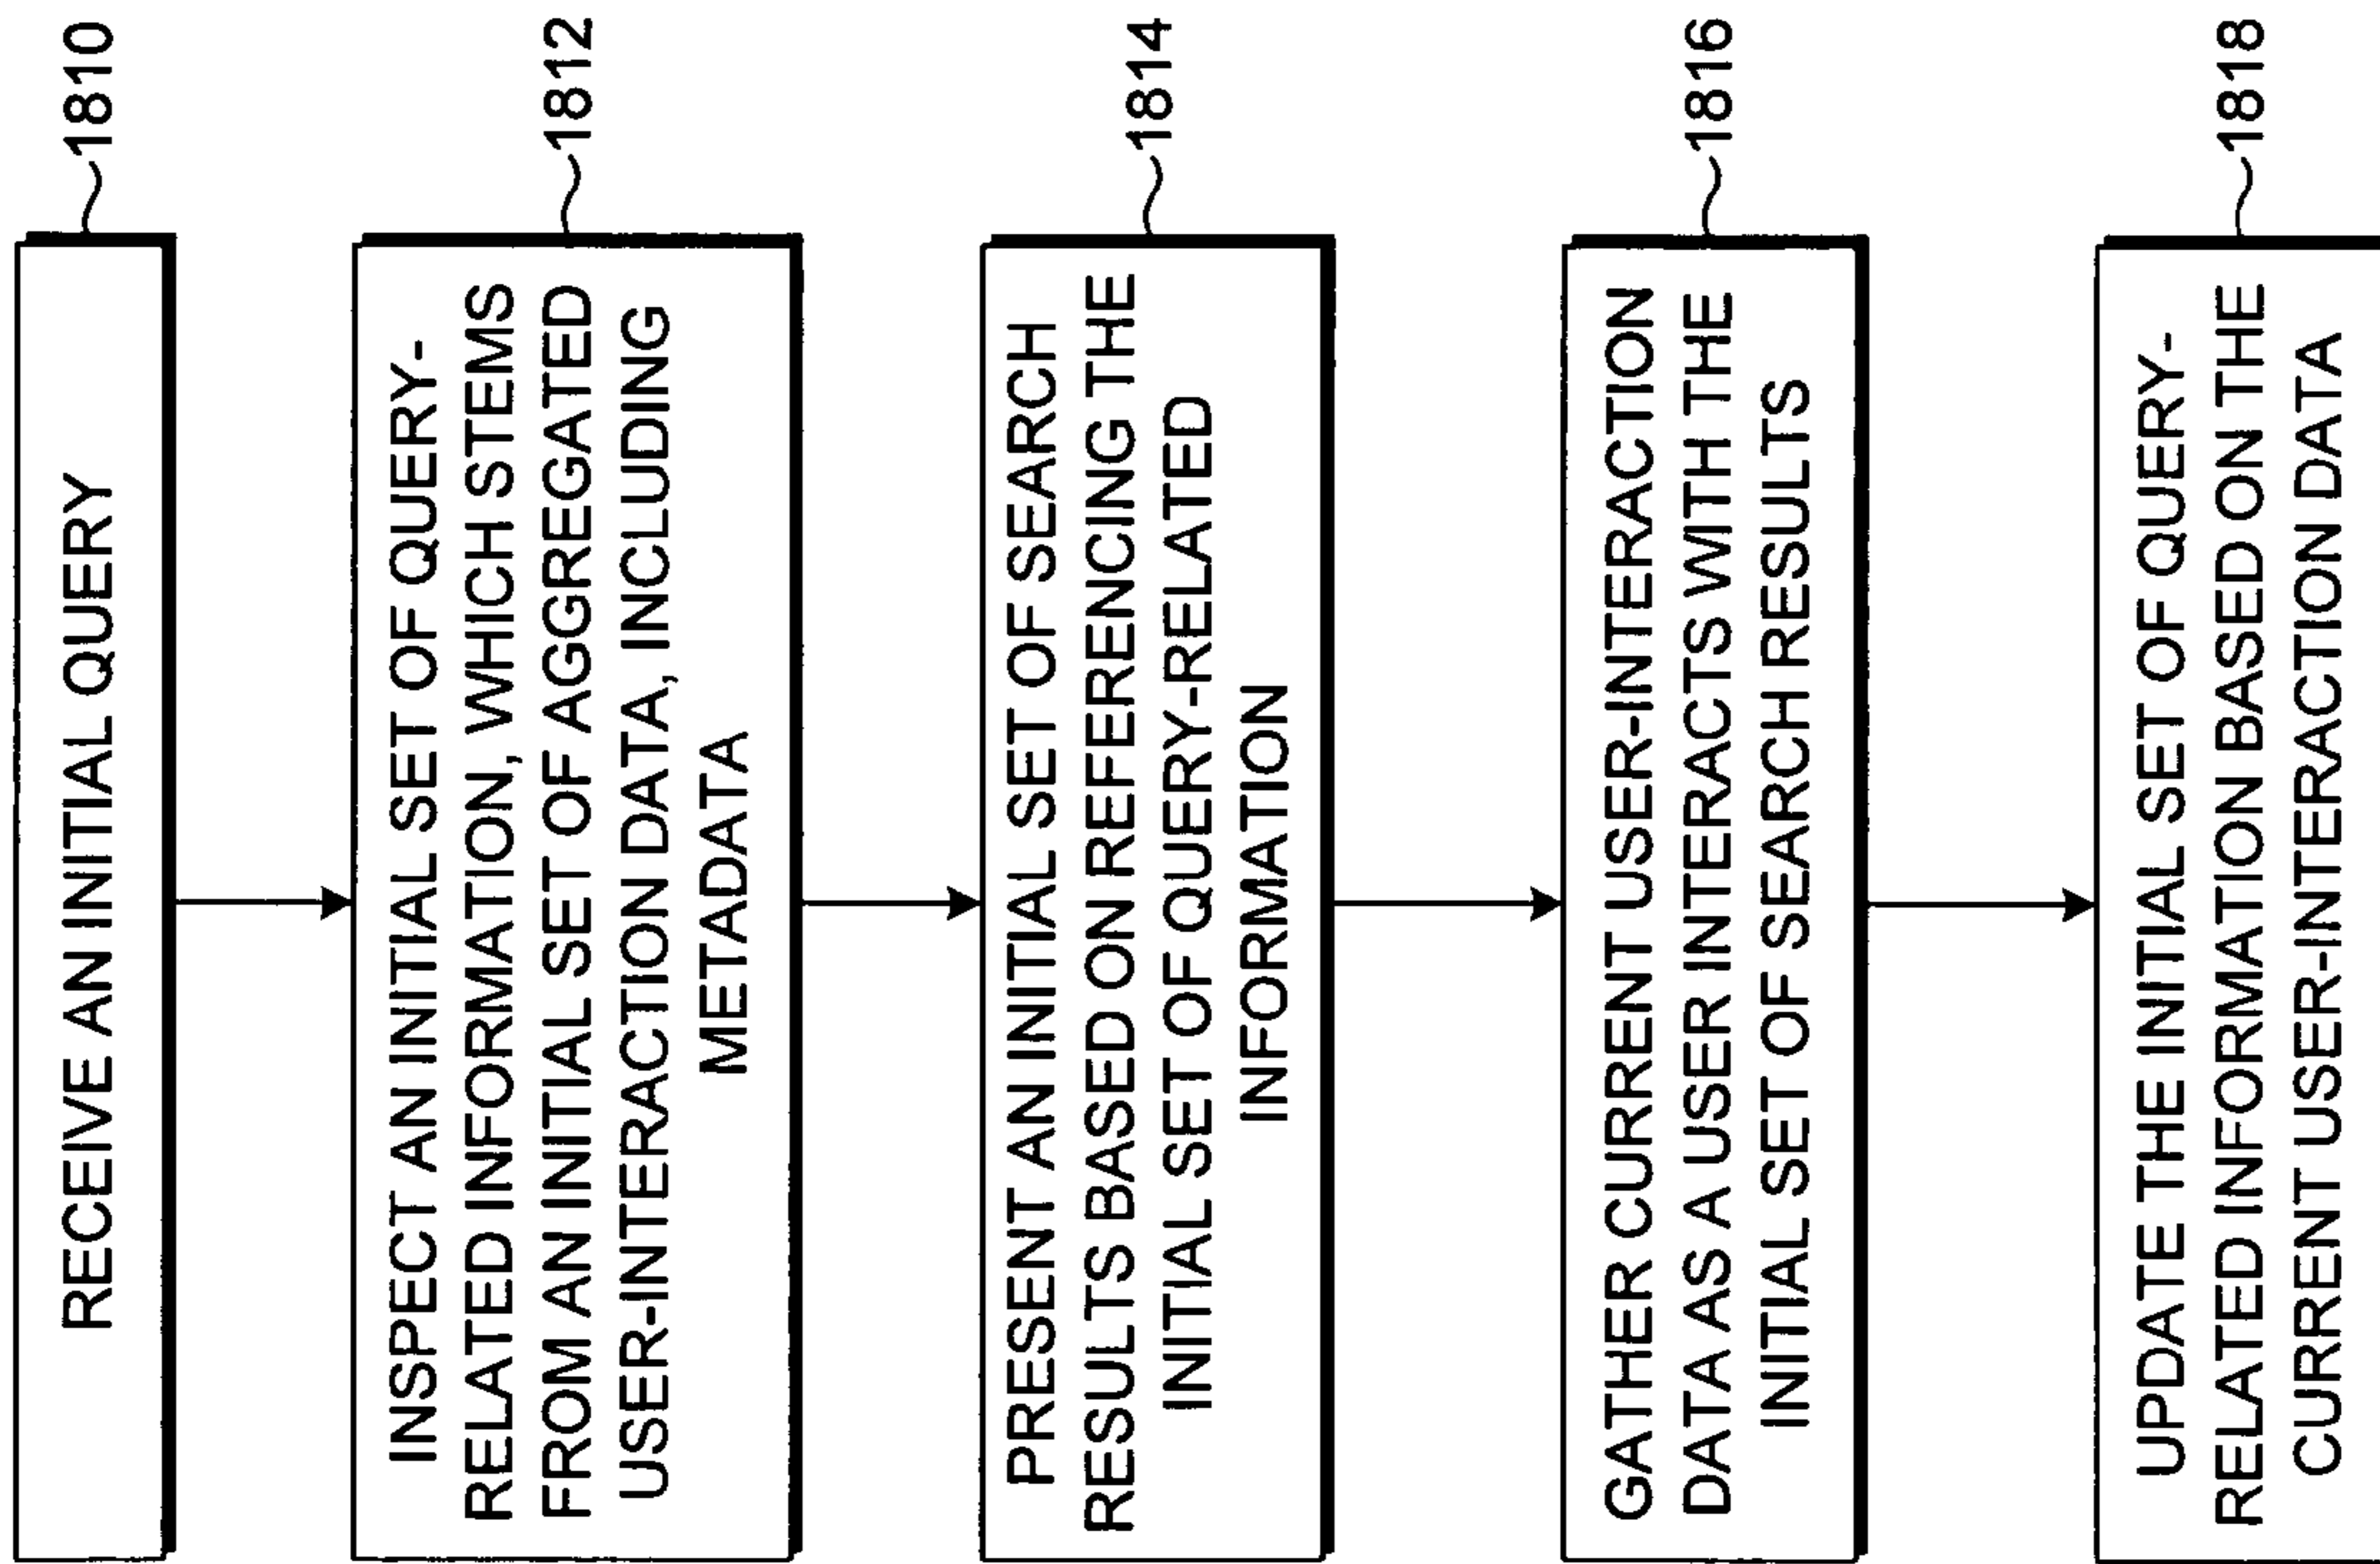 RECEIVE AN INITIAL QUERY
1810
INSPECT AN INITIAL SET OF QUERY-
RELATED INFORMATION, WHICH STEMS
FROM AN INITIAL SET OF AGGREGATED
USER-INTERACTION DATA, INCLUDING
METADATA
1812
PRESENT AN INITIAL SET OF SEARCH
RESULTS BASED ON REFERENCING THE
INITIAL SET OF QUERY-RELATED
INFORMATION
1814
GATHER CURRENT USER-INTERACTION
DATA AS A USER INTERACTS WITH THE
INITIAL SET OF SEARCH RESULTS
1816
UPDATE THE INITIAL SET OF QUERY-
RELATED INFORMATION BASED ON THE
CURRENT USER-INTERACTION DATA
1818